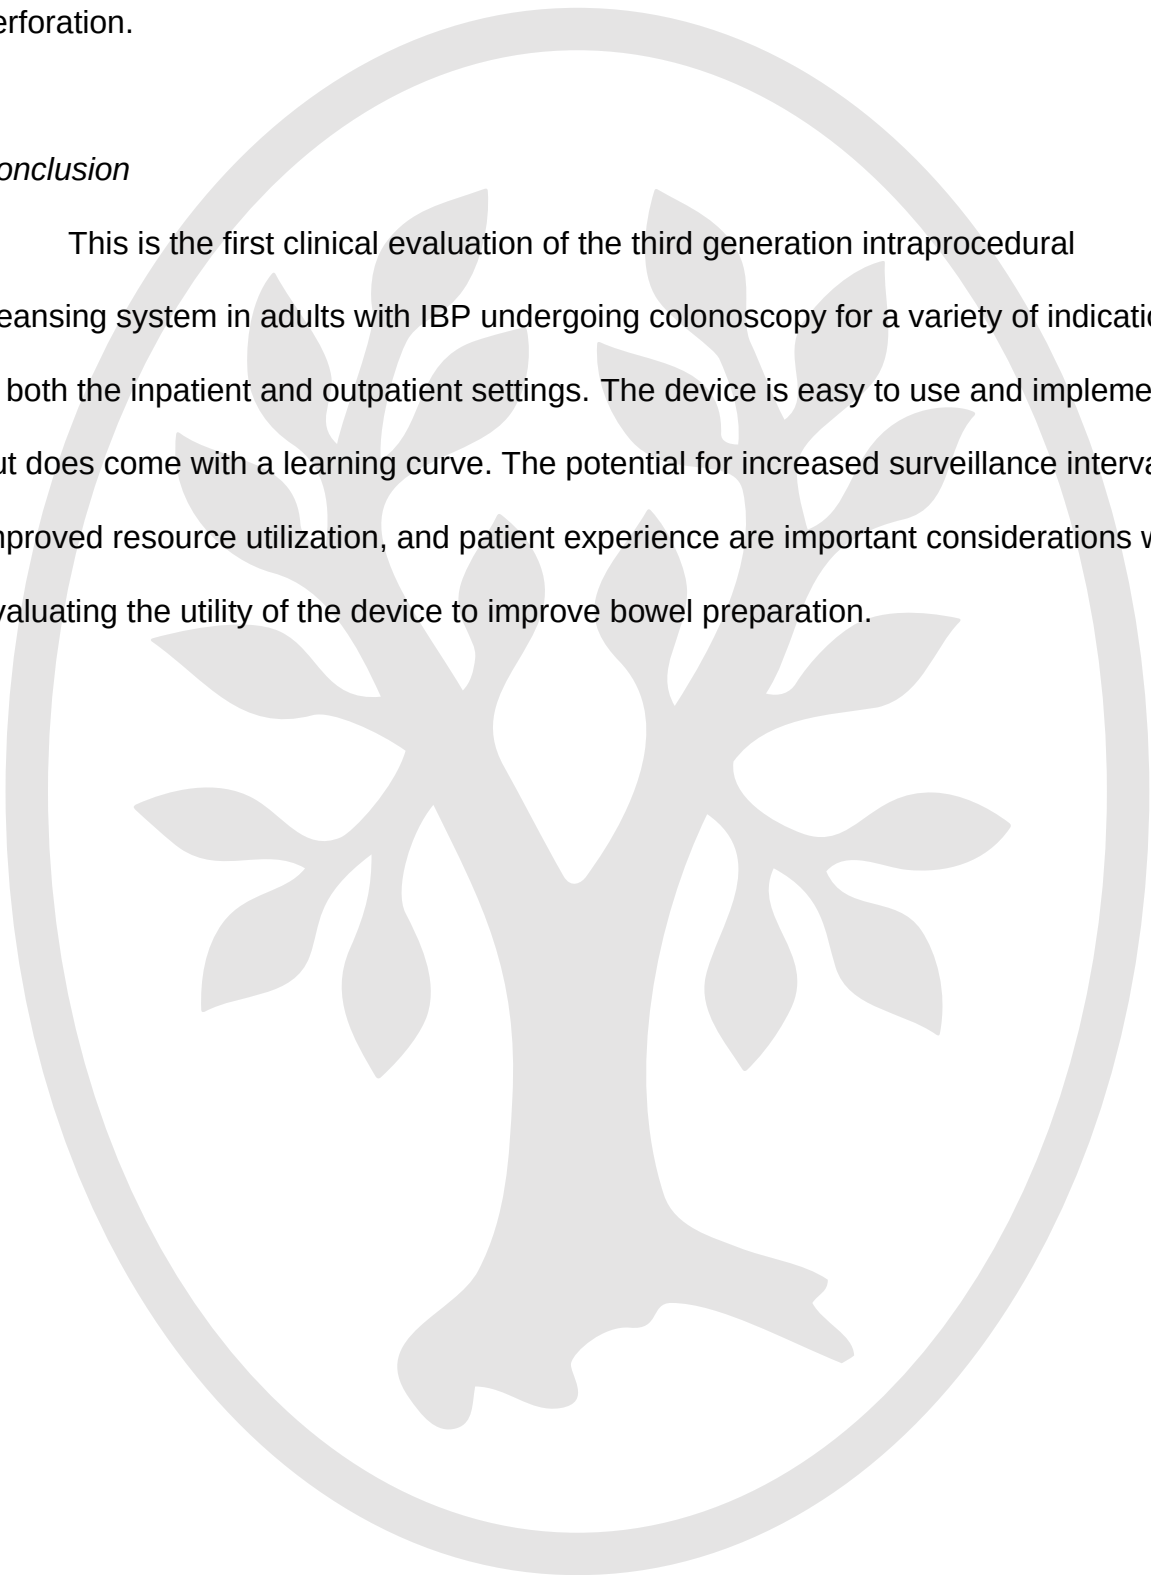 erforation.
onclusion
This is the first clinical evaluation of the third generation intraprocedural
eansing system in adults with IBP undergoing colonoscopy for a variety of indicatio
both the inpatient and outpatient settings. The device is easy to use and impleme
ut does come with a learning curve. The potential for increased surveillance interva
nproved resource utilization, and patient experience are important considerations w
valuating the utility of the device to improve bowel preparation.